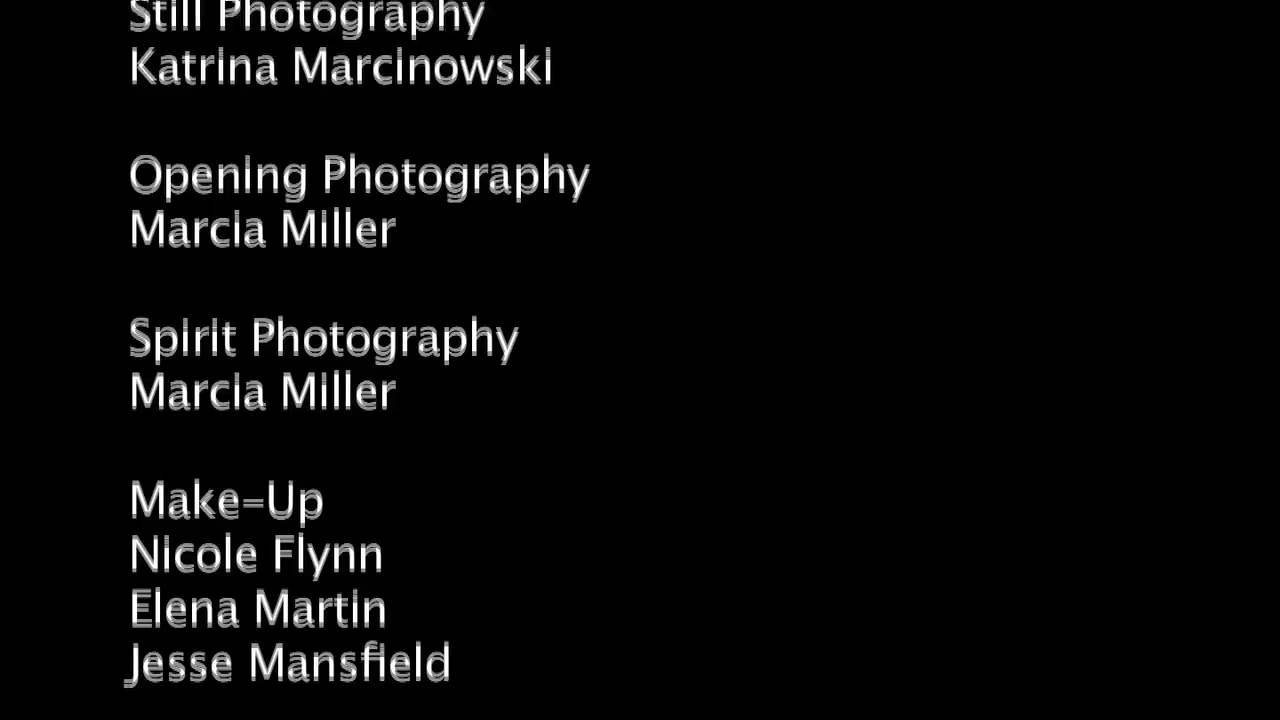 Still Photography
Katrina Marcinowski
Opening Photography
Marcia Miller
Spirit Photography
Marcia Miller
Make-Up
Nicole Flynn
Elena Martin
Jesse Mansfield